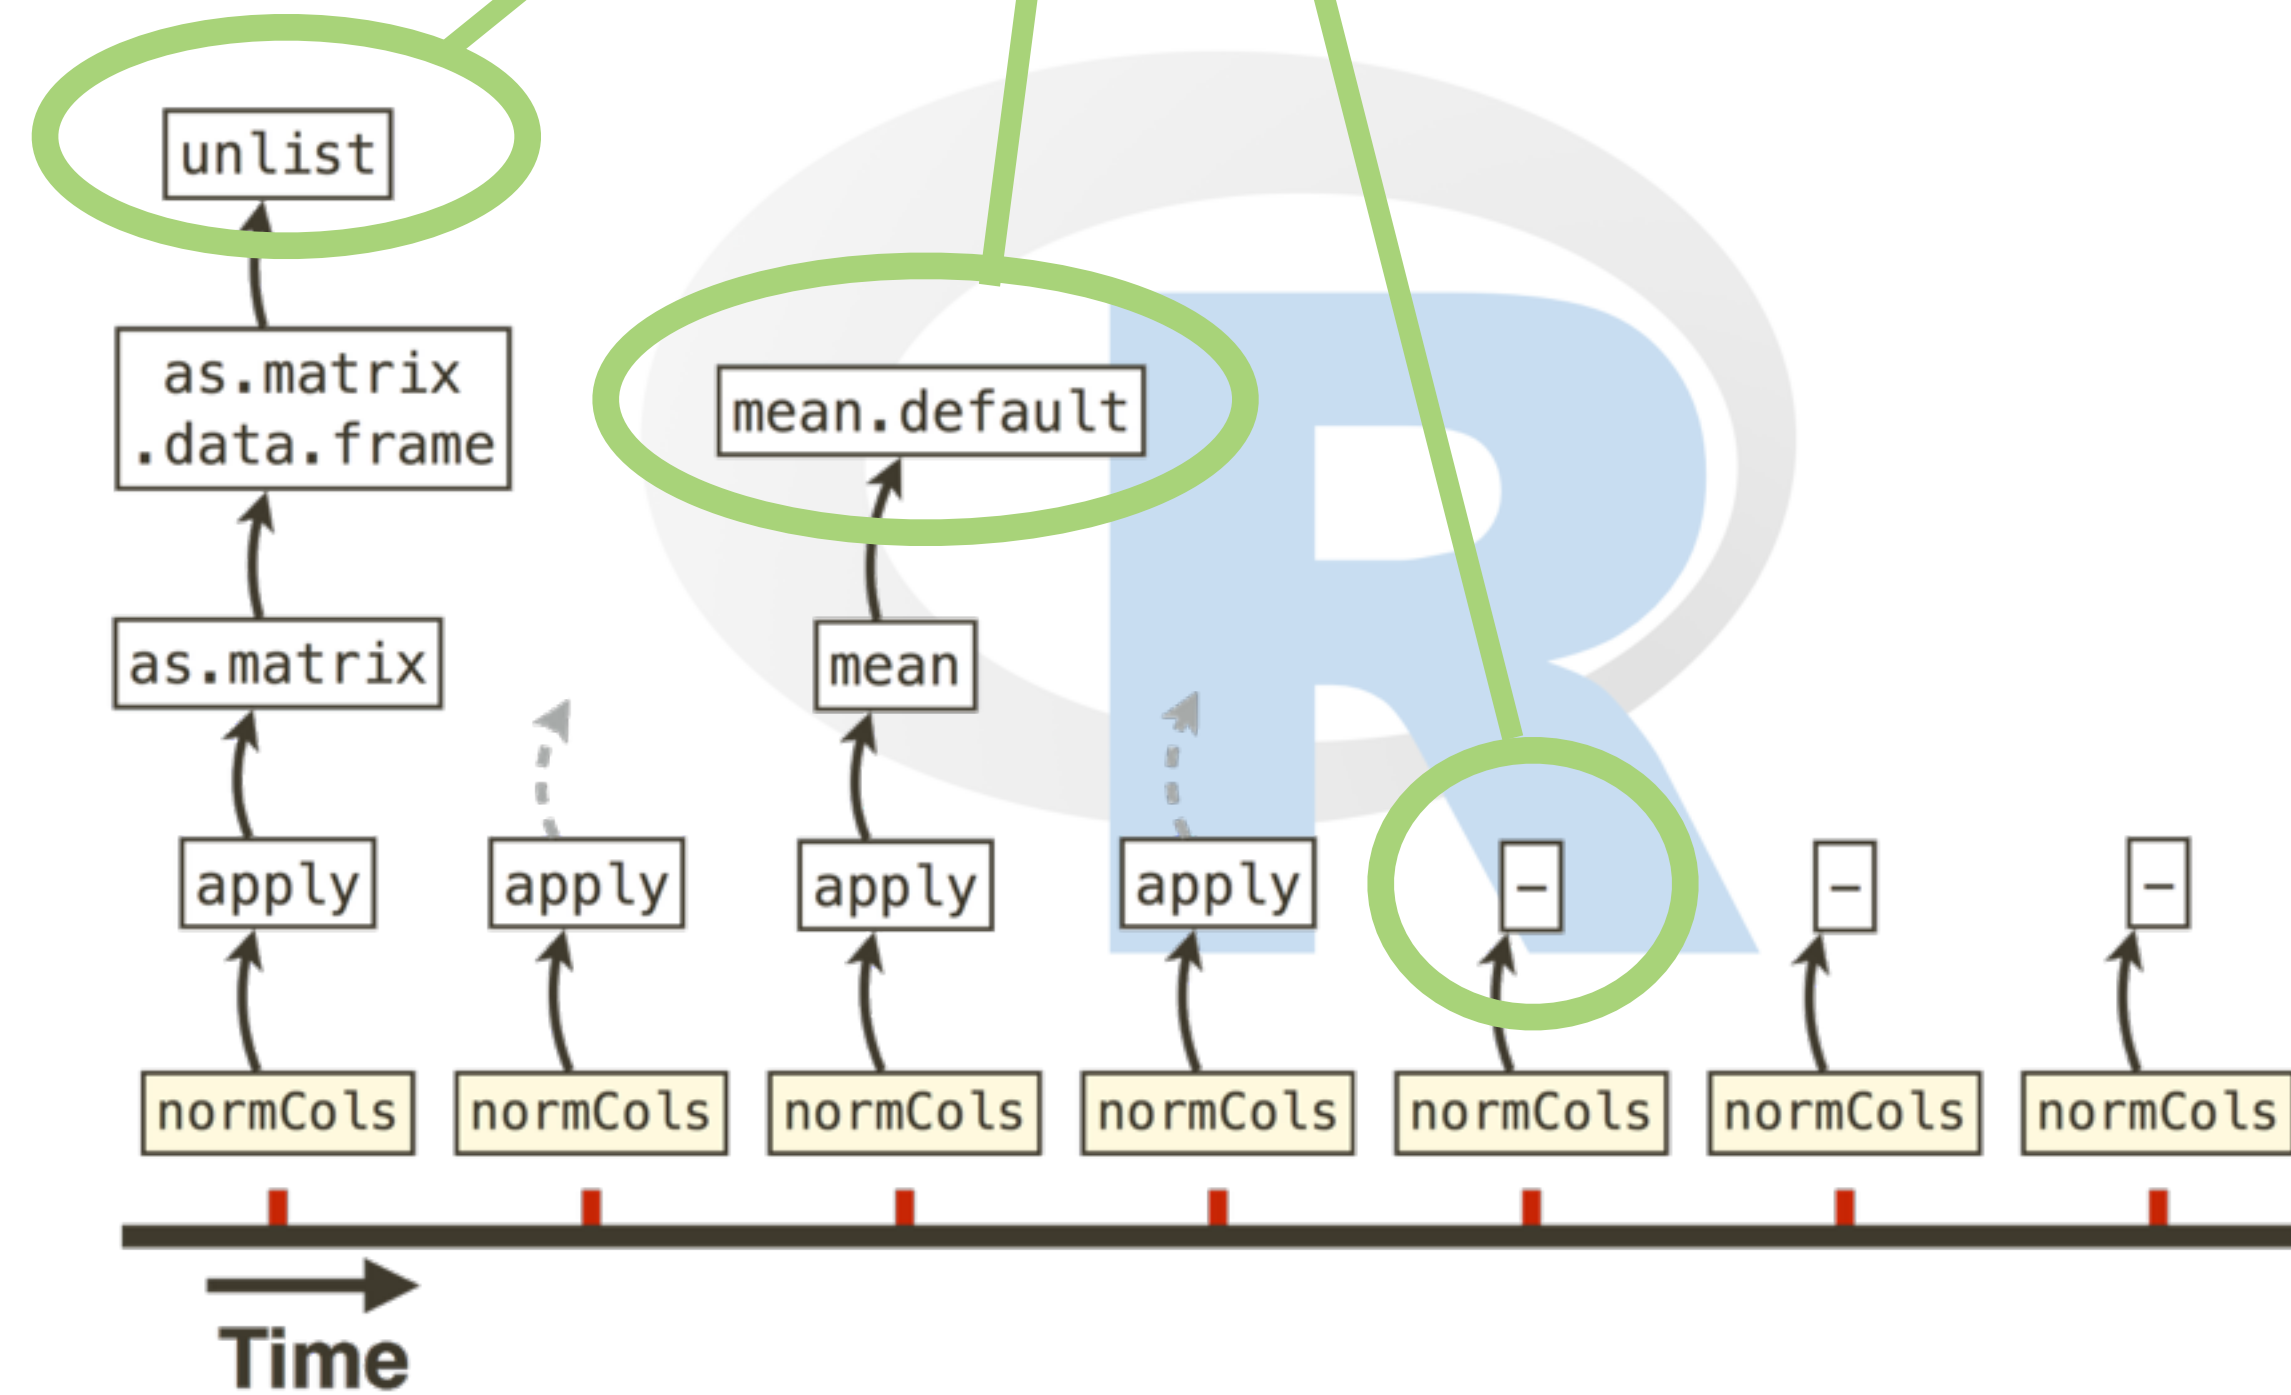 unlist
as.matrix
.data.frame
mean.default
as.matrix
mean
apply
apply
apply
apply
–
–
–
normCols
normCols
normCols
normCols
normCols
normCols
normCols
Time
R